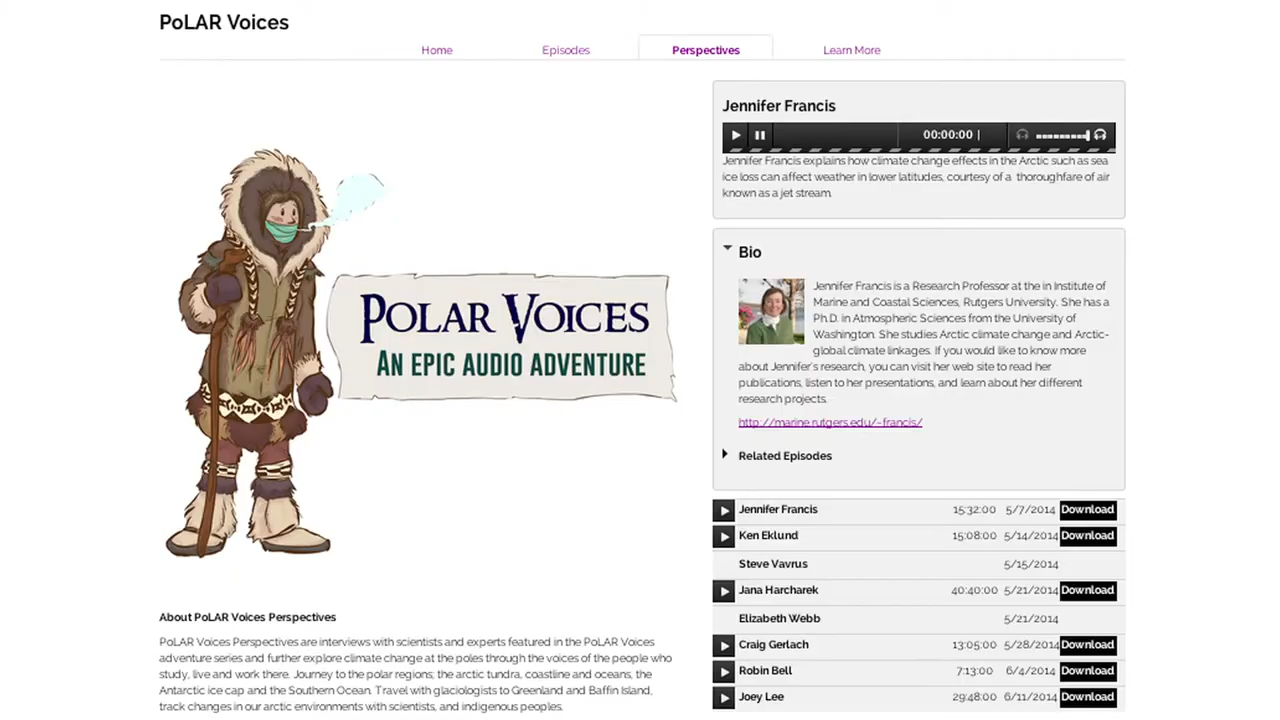 PoLAR Voices
Home Episodes Perspectives Learn More
POLAR VOICES
AN EPIC AUDIO ADVENTURE
About PoLAR Voices Perspectives
PoLAR Voices Perspectives are interviews with scientists and experts featured in the PoLAR Voices
adventure series and further explore climate change at the poles through the voices of the people who
study, live and work there. Journey to the polar regions; the arctic tundra, coastline and oceans, the
Antarctic ice cap and the Southern Ocean. Travel with glaciologists to Greenland and Baffin Island,
track changes in our arctic environments with scientists, and indigenous peoples.
Jennifer Francis
00:00:00 |
Jennifer Francis explains how climate change effects in the Arctic such as sea
ice loss can affect weather in lower latitudes, courtesy of a thoroughfare of air
known as a jet stream.
Bio
Jennifer Francis is a Research Professor at the in Institute of
Marine and Coastal Sciences, Rutgers University. She has a
Ph.D. in Atmospheric Sciences from the University of
Washington. She studies Arctic climate change and Arctic-
global climate linkages. If you would like to know more
about Jennifer's research, you can visit her web site to read her
publications, listen to her presentations, and learn about her different
research projects.
http://marine.rutgers.edu/~francis/
Related Episodes
Jennifer Francis 15:32:00 5/7/2014 Download
Ken Eklund 15:08:00 5/14/2014 Download
Steve Vavrus 5/15/2014
Jana Harcharek 40:40:00 5/21/2014 Download
Elizabeth Webb 5/21/2014
Craig Gerlach 13:05:00 5/28/2014 Download
Robin Bell 7:13:00 6/4/2014 Download
Joey Lee 29:48:00 6/11/2014 Download